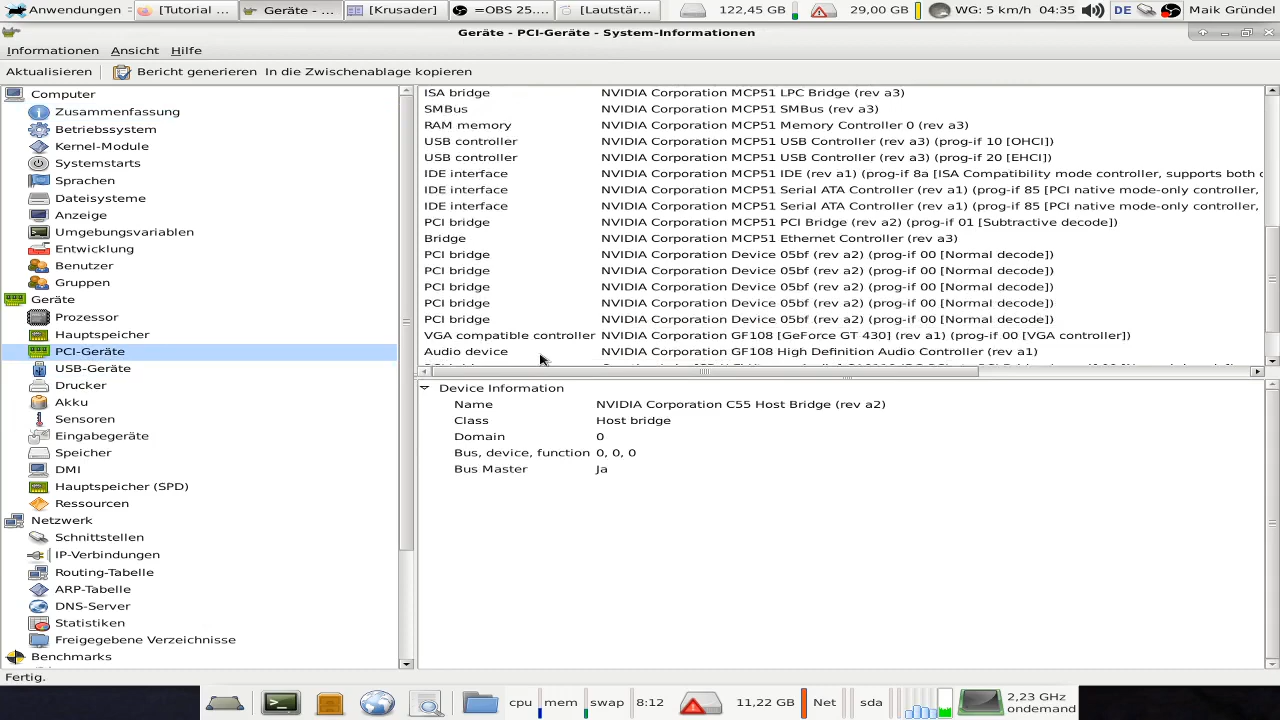 Anwendungen [Tutorial ... Geräte - ... [Krusader] =OBS 25.... [Lautstär... 122,45 GB 29,00 GB WG: 5 km/h 04:35 DE Maik Gründel
Geräte - PCI-Geräte - System-Informationen
Informationen Ansicht Hilfe
Aktualisieren Bericht generieren In die Zwischenablage kopieren
Computer
Zusammenfassung
Betriebssystem
Kernel-Module
Systemstarts
Sprachen
Dateisysteme
Anzeige
Umgebungsvariablen
Entwicklung
Benutzer
Gruppen
Geräte
Prozessor
Hauptspeicher
PCI-Geräte
USB-Geräte
Drucker
Akku
Sensoren
Eingabegeräte
Speicher
DMI
Hauptspeicher (SPD)
Ressourcen
Netzwerk
Schnittstellen
IP-Verbindungen
Routing-Tabelle
ARP-Tabelle
DNS-Server
Statistiken
Freigegebene Verzeichnisse
Benchmarks
ISA bridge NVIDIA Corporation MCP51 LPC Bridge (rev a3)
SMBus NVIDIA Corporation MCP51 SMBus (rev a3)
RAM memory NVIDIA Corporation MCP51 Memory Controller 0 (rev a3)
USB controller NVIDIA Corporation MCP51 USB Controller (rev a3) (prog-if 10 [OHCI])
USB controller NVIDIA Corporation MCP51 USB Controller (rev a3) (prog-if 20 [EHCI])
IDE interface NVIDIA Corporation MCP51 IDE (rev a1) (prog-if 8a [ISA Compatibility mode controller, supports both
IDE interface NVIDIA Corporation MCP51 Serial ATA Controller (rev a1) (prog-if 85 [PCI native mode-only controller,
IDE interface NVIDIA Corporation MCP51 Serial ATA Controller (rev a1) (prog-if 85 [PCI native mode-only controller,
PCI bridge NVIDIA Corporation MCP51 PCI Bridge (rev a2) (prog-if 01 [Subtractive decode])
Bridge NVIDIA Corporation MCP51 Ethernet Controller (rev a3)
PCI bridge NVIDIA Corporation Device 05bf (rev a2) (prog-if 00 [Normal decode])
PCI bridge NVIDIA Corporation Device 05bf (rev a2) (prog-if 00 [Normal decode])
PCI bridge NVIDIA Corporation Device 05bf (rev a2) (prog-if 00 [Normal decode])
PCI bridge NVIDIA Corporation Device 05bf (rev a2) (prog-if 00 [Normal decode])
PCI bridge NVIDIA Corporation Device 05bf (rev a2) (prog-if 00 [Normal decode])
VGA compatible controller NVIDIA Corporation GF108 [GeForce GT 430] (rev a1) (prog-if 00 [VGA controller])
Audio device NVIDIA Corporation GF108 High Definition Audio Controller (rev a1)
Device Information
Name NVIDIA Corporation C55 Host Bridge (rev a2)
Class Host bridge
Domain 0
Bus, device, function 0, 0, 0
Bus Master Ja
Fertig.
cpu mem swap 8:12 11,22 GB Net sda 2,23 GHz
ondemand